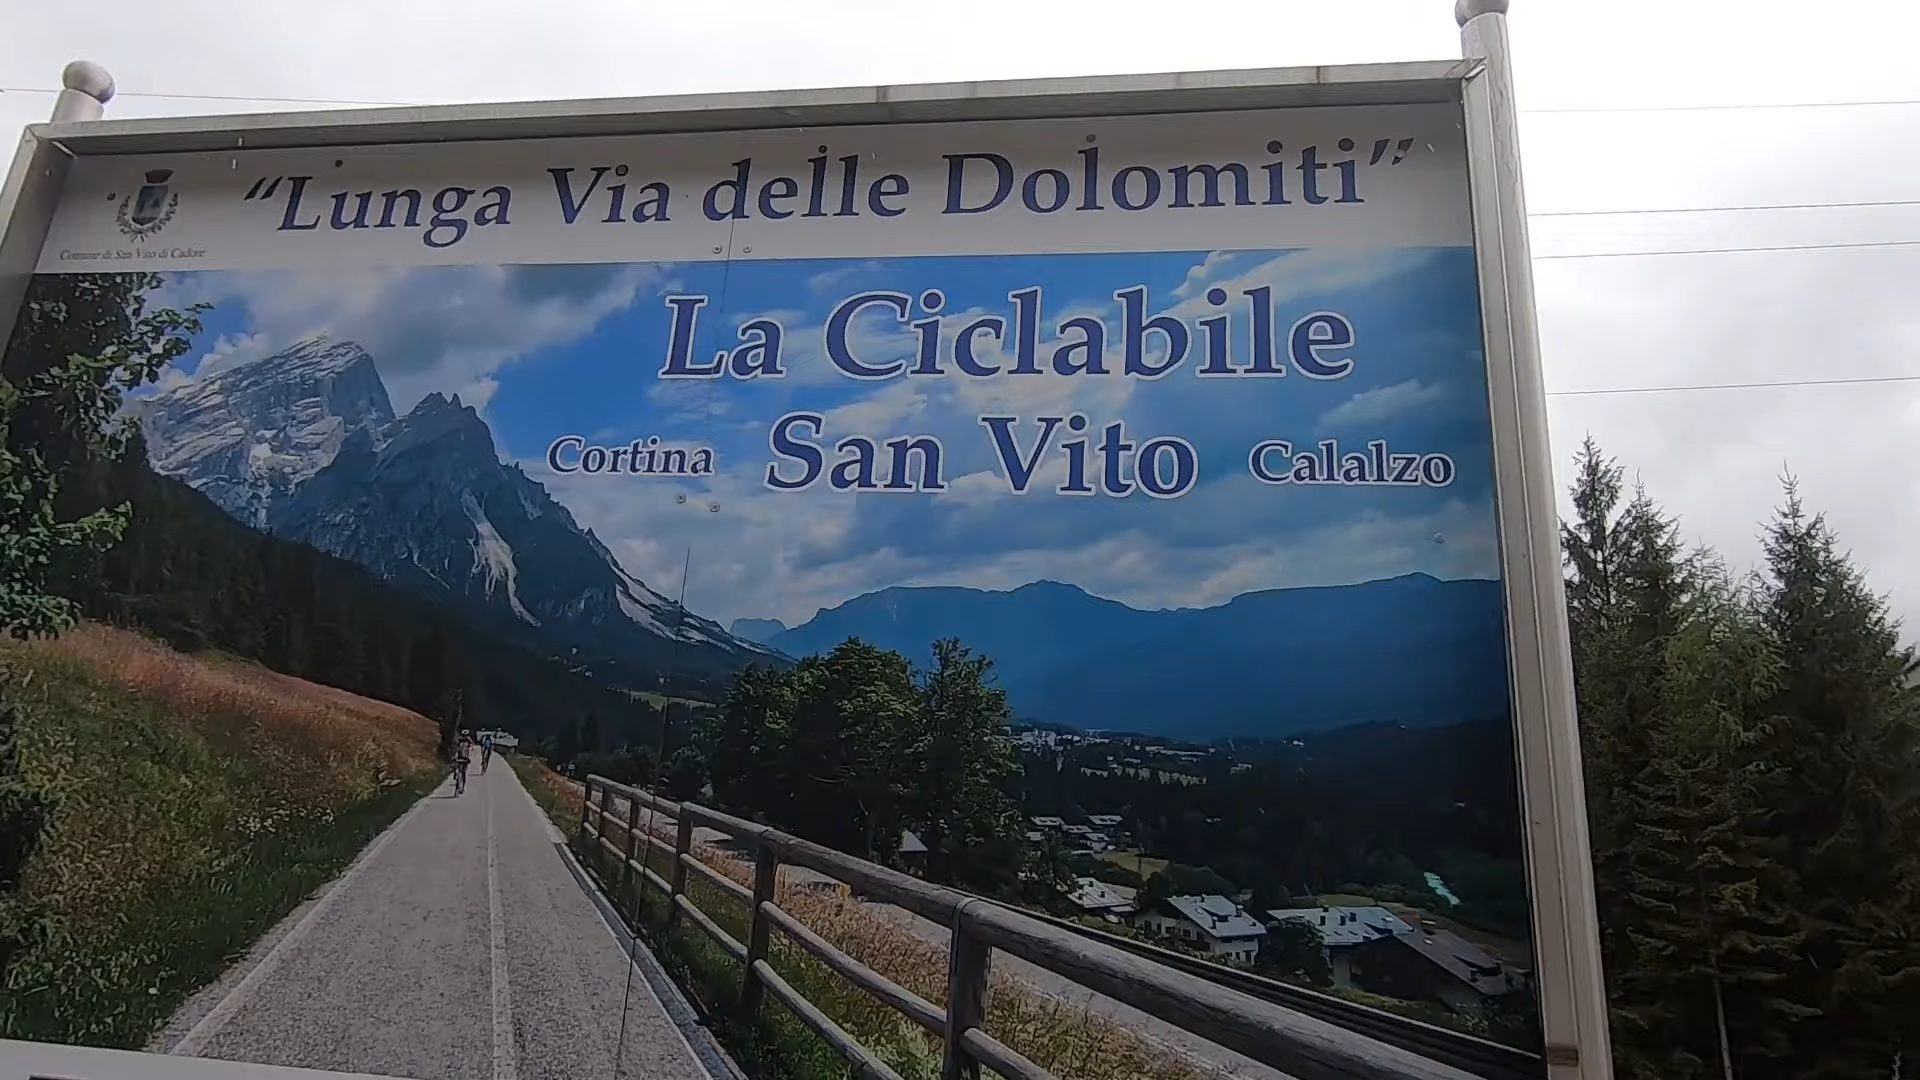 "Lunga Via delle Dolomiti"
Comune di San Vito di Cadore
La Ciclabile
Cortina San Vito Calalzo